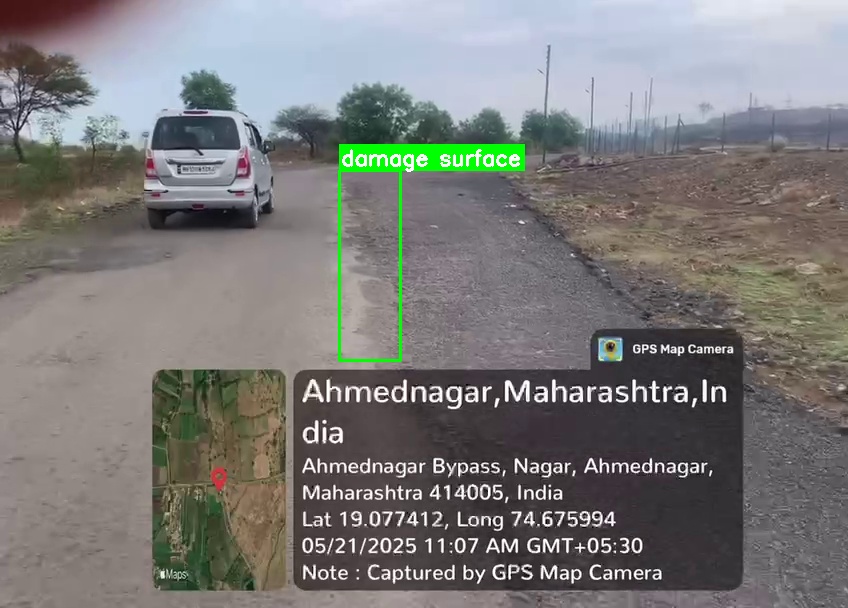 damage surface
GPS Map Camera
Ahmednagar,Maharashtra,In
dia
Ahmednagar Bypass, Nagar, Ahmednagar,
Maharashtra 414005, India
Lat 19.077412, Long 74.675994
05/21/2025 11:07 AM GMT+05:30
Note : Captured by GPS Map Camera
Maps